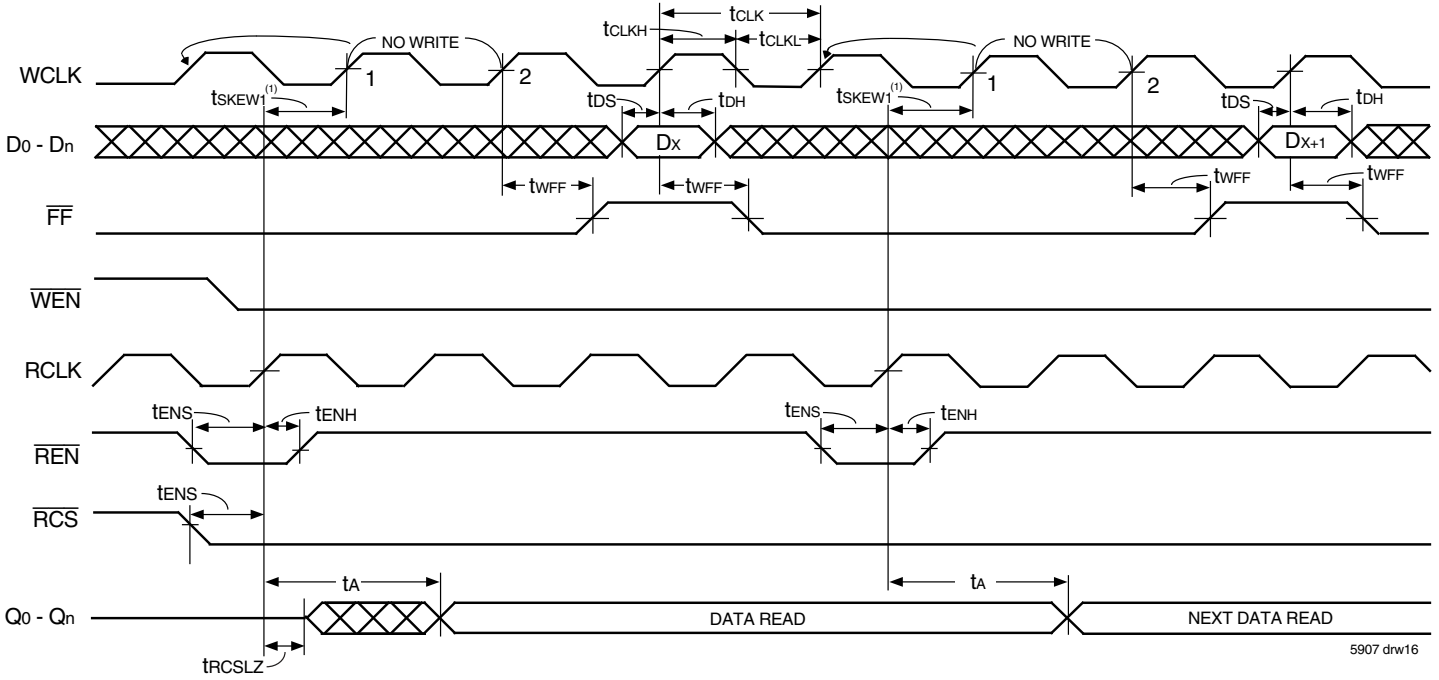 tCLK
tCLKH
tCLKL
NO WRITE
NO WRITE
WCLK
1
2
1
2
tSKEW1(1)
tDS
tDH
tSKEW1(1)
tDS
tDH
D0 - Dn
DX
DX+1
tWFF
tWFF
tWFF
tWFF
FF
WEN
RCLK
tENS
tENH
tENS
tENH
REN
tENS
RCS
tA
tA
Q0 - Qn
DATA READ
NEXT DATA READ
tRCSLZ
5907 drw16